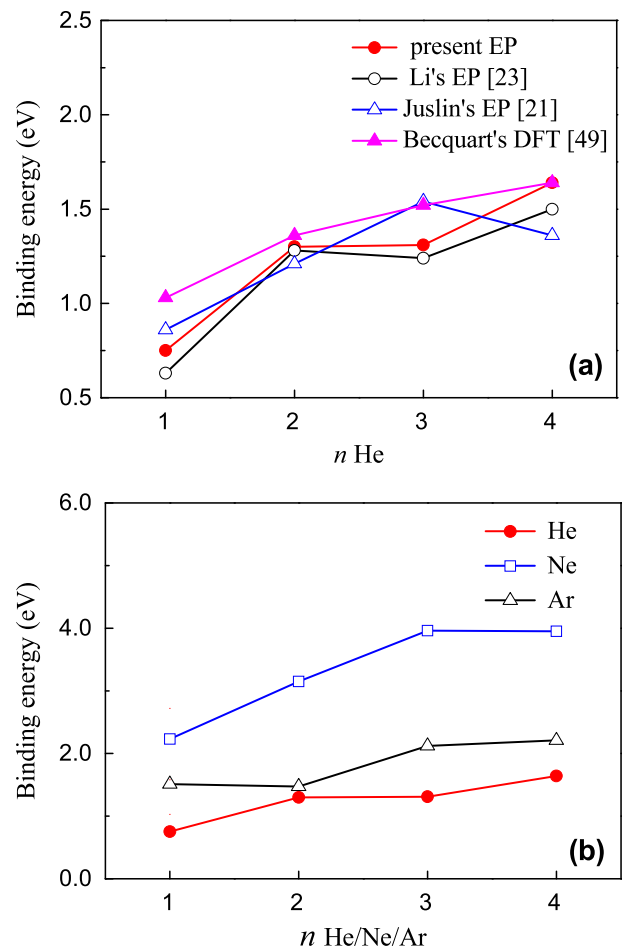 2.5
2.0
1.5
1.0
0.5
Binding energy (eV)
present EP
Li's EP [23]
Juslin's EP [21]
Becquart's DFT [49]
(a)
1 2 3 4
n He
6.0
4.0
2.0
0.0
Binding energy (eV)
He
Ne
Ar
(b)
1 2 3 4
n He/Ne/Ar